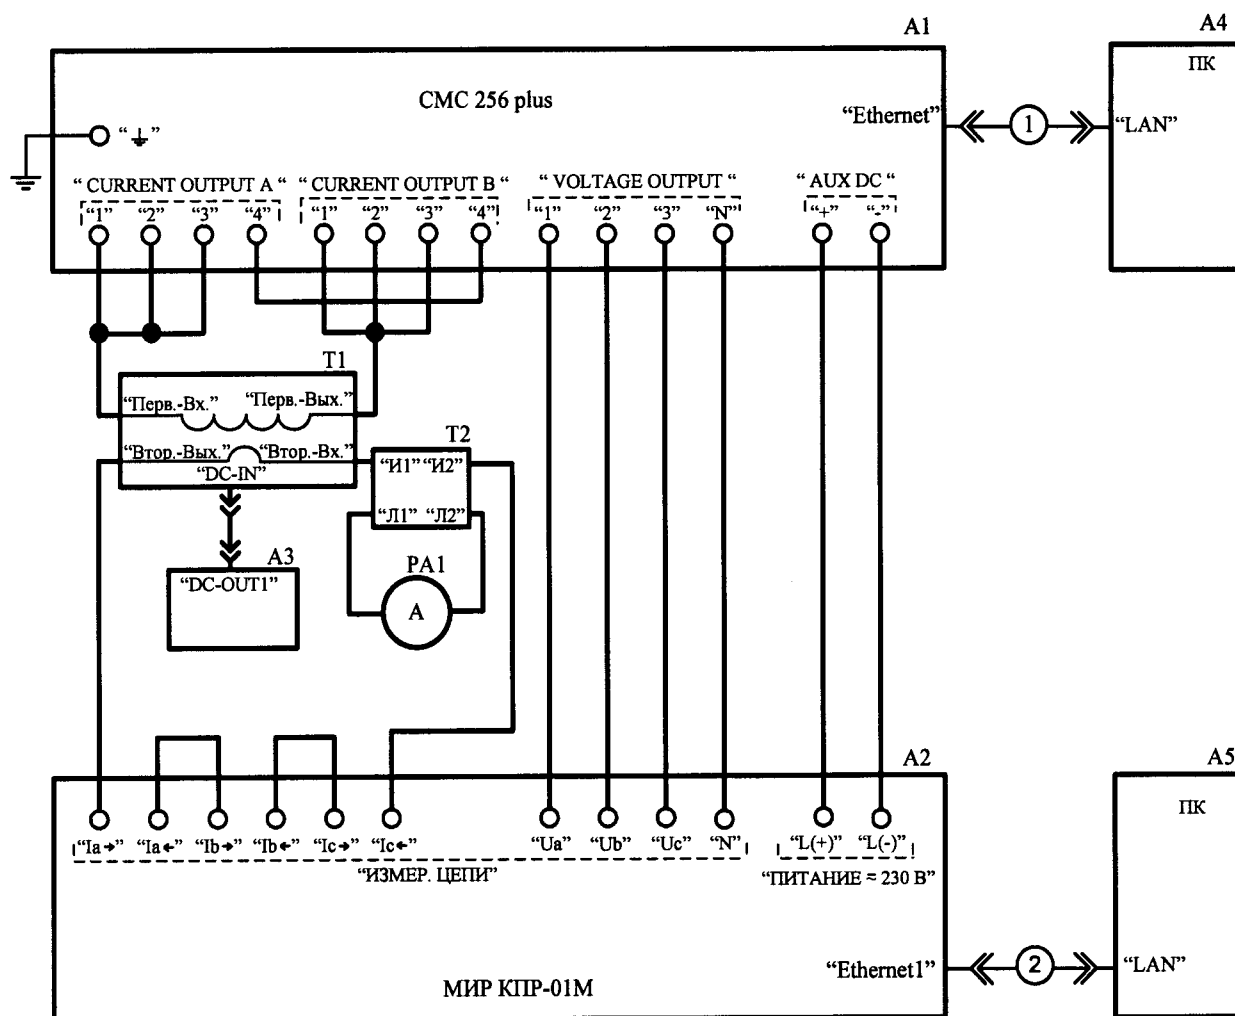 A1
A4
ПК
СМС 256 plus
“Ethernet”
1
“LAN”
“⏚”
“ CURRENT OUTPUT A “
“ CURRENT OUTPUT B “
“ VOLTAGE OUTPUT “
“ AUX DC “
“1” “2” “3” “4”
“1” “2” “3” “4”
“1” “2” “3” “N”
“+” “-”
T1
“Перв.-Вх.” “Перв.-Вых.”
“Втор.-Вых.” “Втор.-Вх.”
“DC-IN”
T2
“И1” “И2”
“Л1” “Л2”
A3
“DC-OUT1”
PA1
A
A2
A5
ПК
“Ia→” “Ia←” “Ib→” “Ib←” “Ic→” “Ic←”
“Ua” “Ub” “Uc” “N”
“L(+)” “L(-)”
“ИЗМЕР. ЦЕПИ”
“ПИТАНИЕ ≂ 230 В”
“Ethernet1”
2
“LAN”
МИР КПР-01М